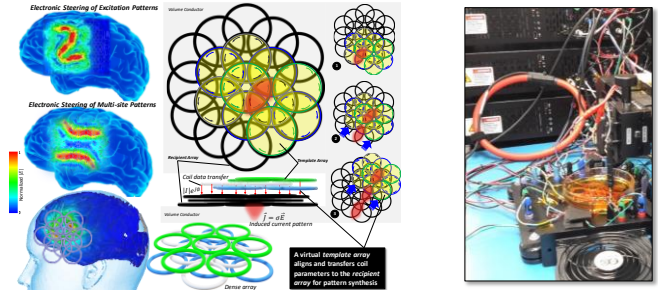 Electronic Steering of Excitation Patterns
Electronic Steering of Multi-site Patterns
Normalized |E|
1
0
Volume Conductor
Recipient Array
Template Array
Coil data transfer
Volume Conductor
Induced current pattern
Dense array
A virtual template array
aligns and transfers coil
parameters to the recipient
array for pattern synthesis
1
2
3